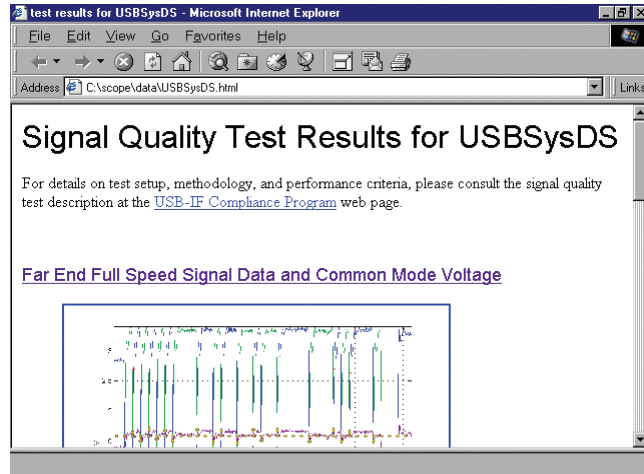 test results for USBSysDS - Microsoft Internet Explorer
File Edit View Go Favorites Help
Address C:\scope\data\USBSysDS.html Links
Signal Quality Test Results for USBSysDS
For details on test setup, methodology, and performance criteria, please consult the signal quality
test description at the USB-IF Compliance Program web page.
Far End Full Speed Signal Data and Common Mode Voltage